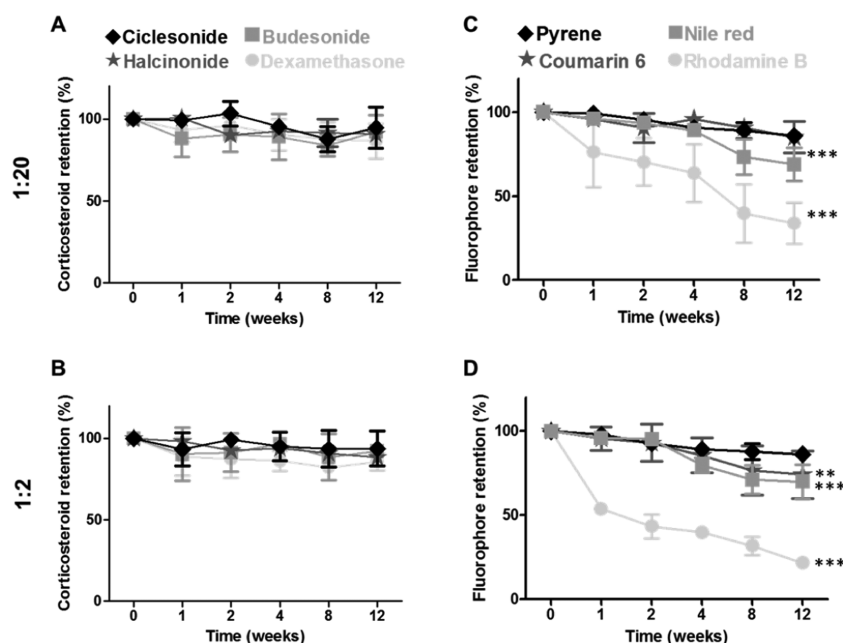 A
Ciclesonide Budesonide
Halcinonide Dexamethasone
1:20
Corticosteroid retention (%)
100
50
0
0 1 2 4 8 12
Time (weeks)
C
Pyrene Nile red
Coumarin 6 Rhodamine B
Fluorophore retention (%)
100
50
0
***
***
0 1 2 4 8 12
Time (weeks)
B
1:2
Corticosteroid retention (%)
100
50
0
0 1 2 4 8 12
Time (weeks)
D
Fluorophore retention (%)
100
50
0
**
***
***
0 1 2 4 8 12
Time (weeks)